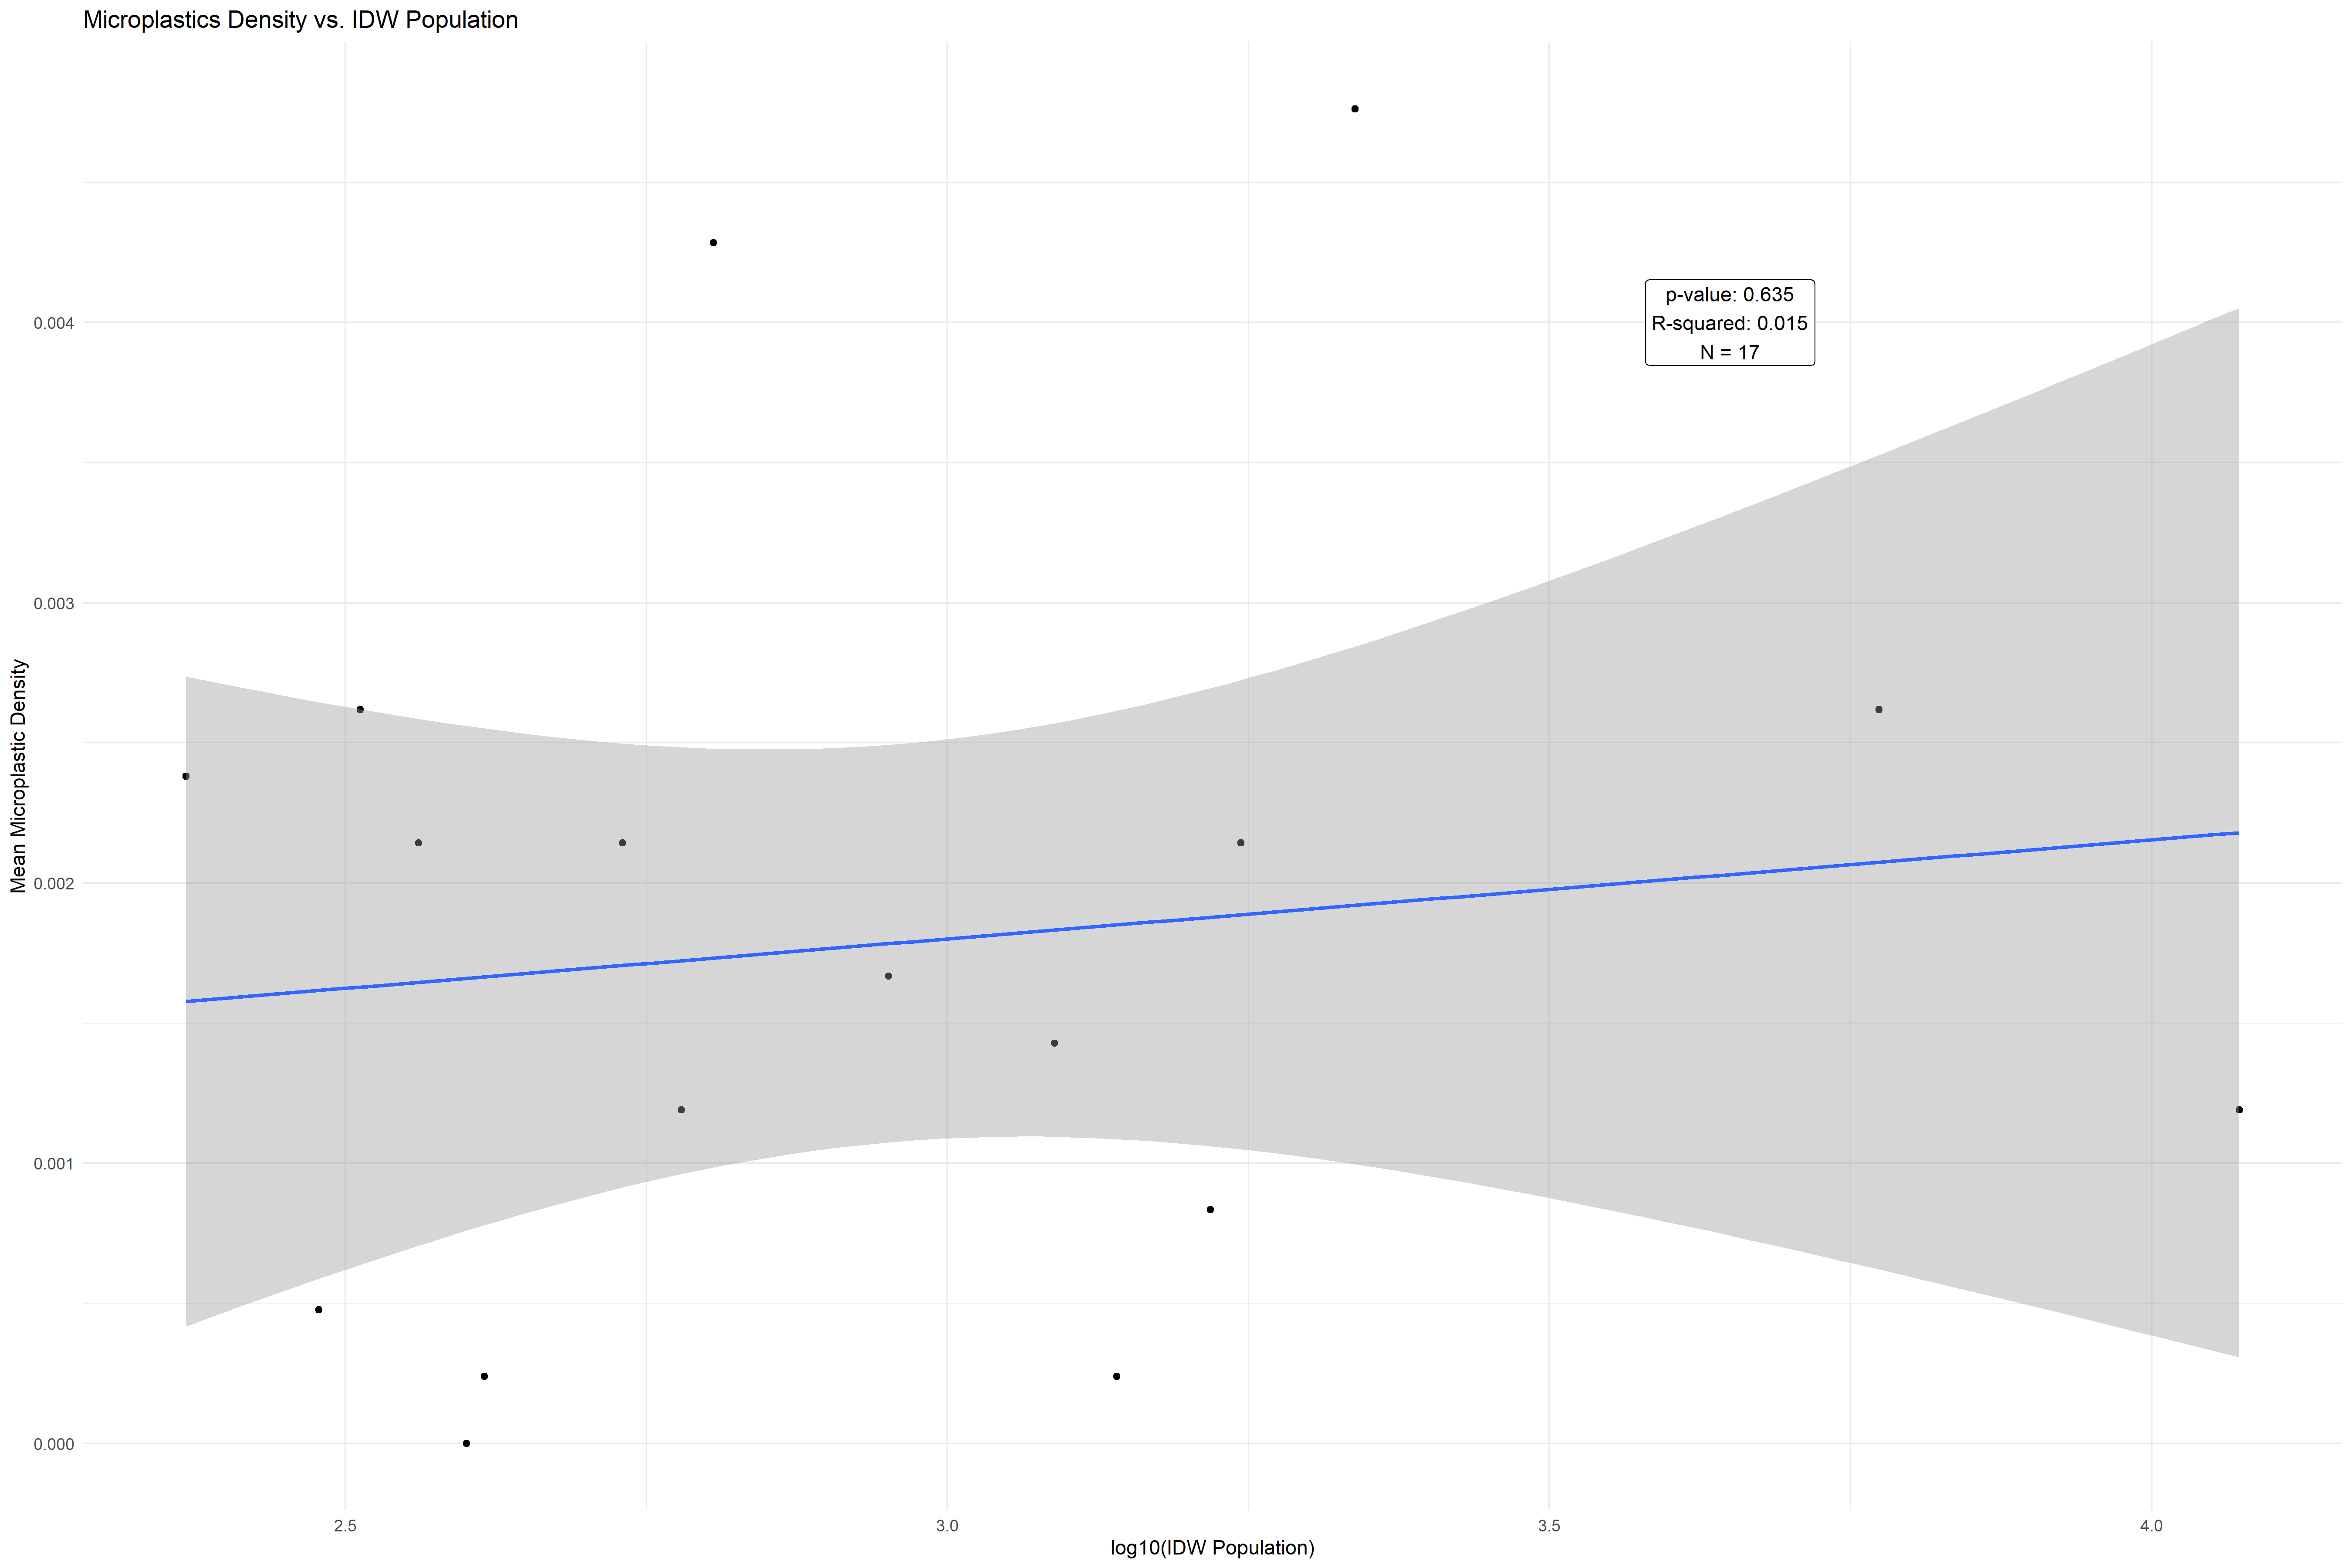 Microplastics Density vs. IDW Population
p-value: 0.635
R-squared: 0.015
N = 17
0.004
0.003
0.002
0.001
0.000
Mean Microplastic Density
2.5 3.0 3.5 4.0
log10(IDW Population)